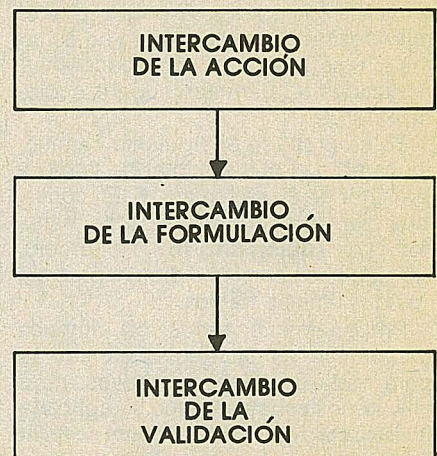 INTERCAMBIO
DE LA ACCIÓN
INTERCAMBIO
DE LA FORMULACIÓN
INTERCAMBIO
DE LA
VALIDACIÓN